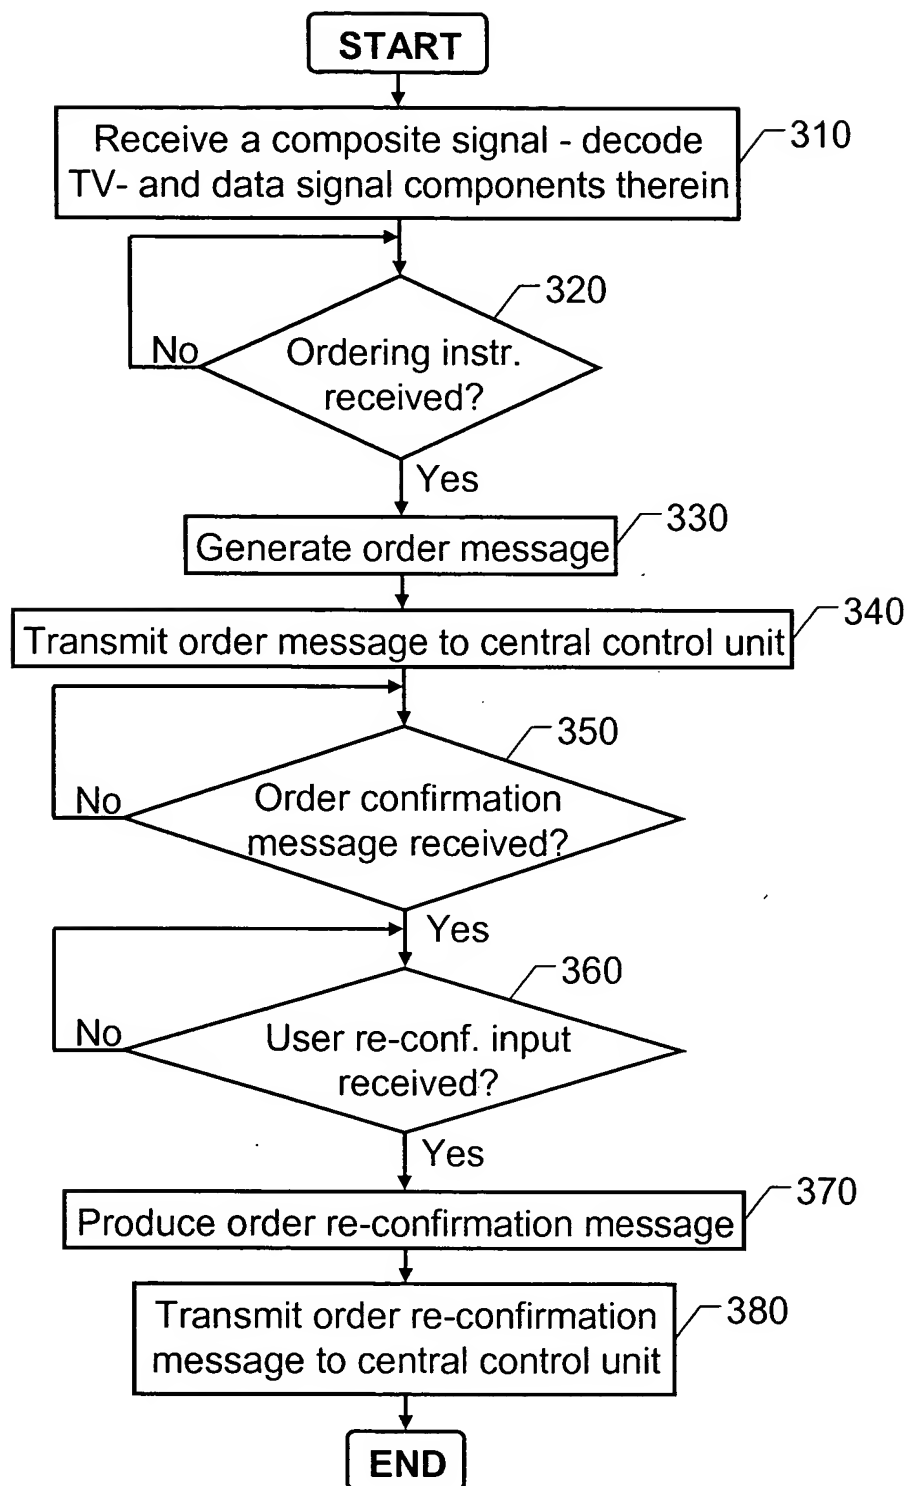 START
Receive a composite signal - decode
TV- and data signal components therein
310
320
No
Ordering instr.
received?
Yes
330
Generate order message
340
Transmit order message to central control unit
350
No
Order confirmation
message received?
Yes
360
No
User re-conf. input
received?
Yes
370
Produce order re-confirmation message
380
Transmit order re-confirmation
message to central control unit
END